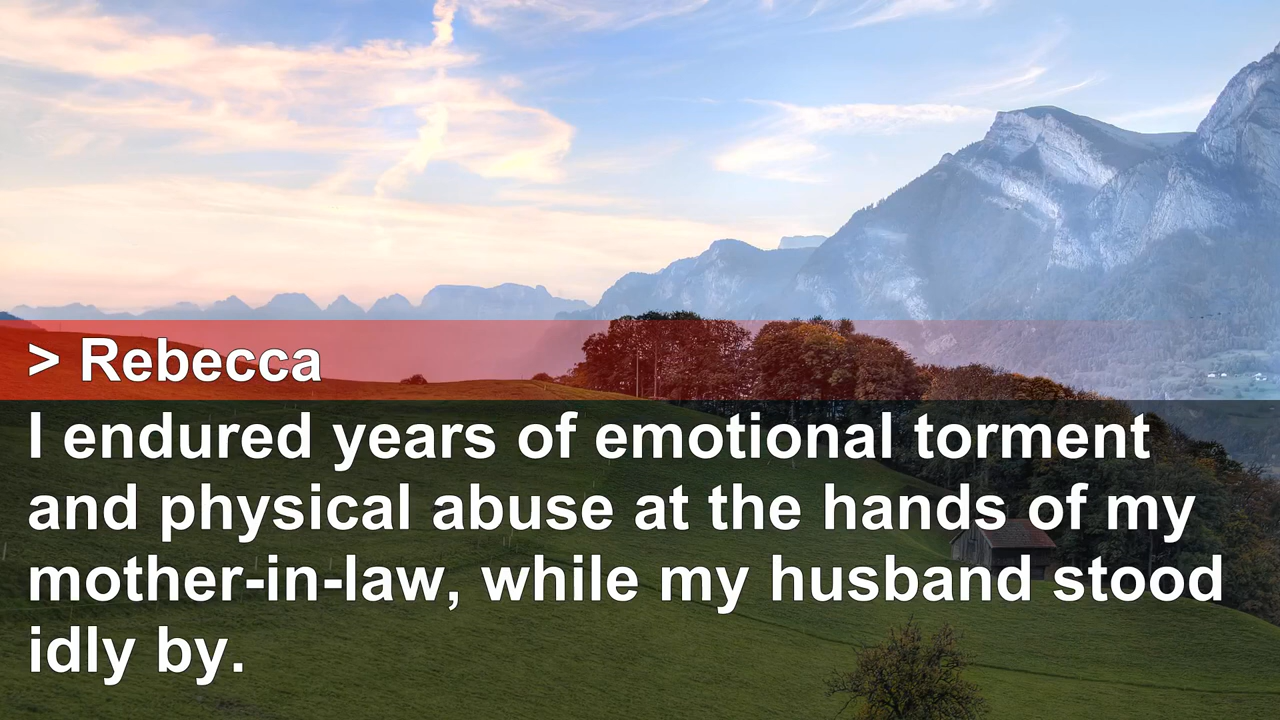 > Rebecca
I endured years of emotional torment
and physical abuse at the hands of my
mother-in-law, while my husband stood
idly by.